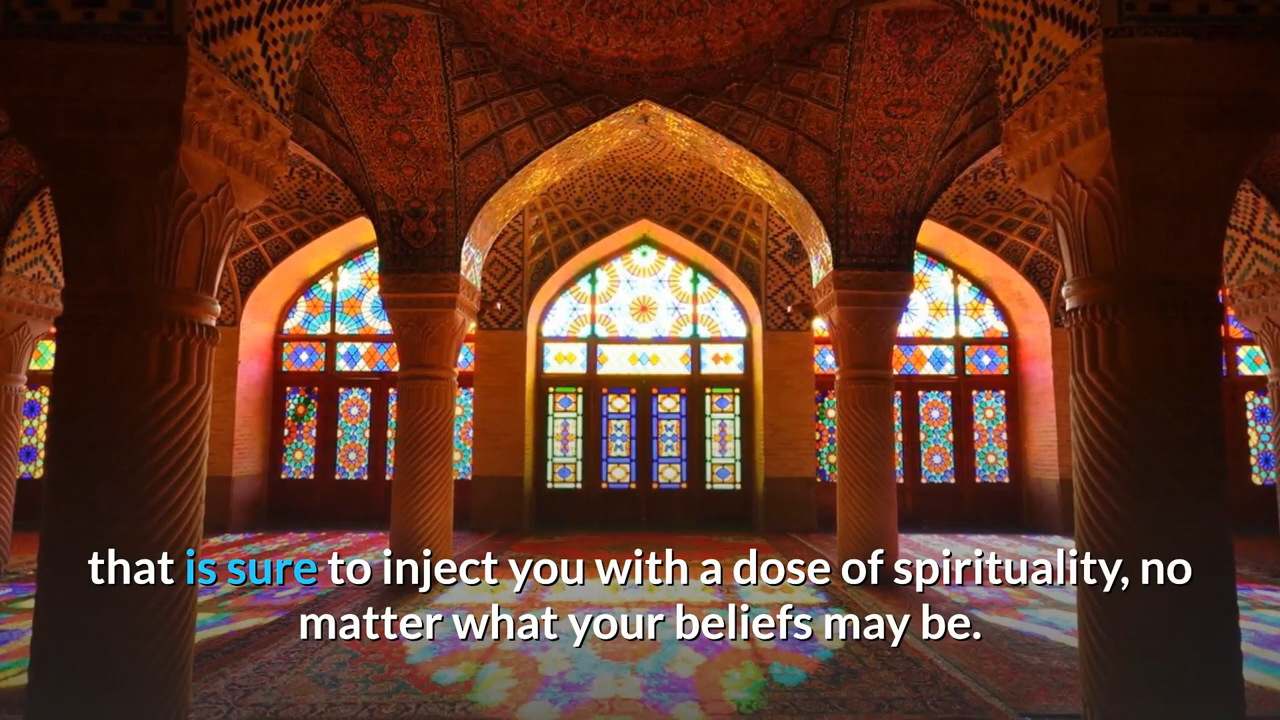 that is sure to inject you with a dose of spirituality, no
matter what your beliefs may be.